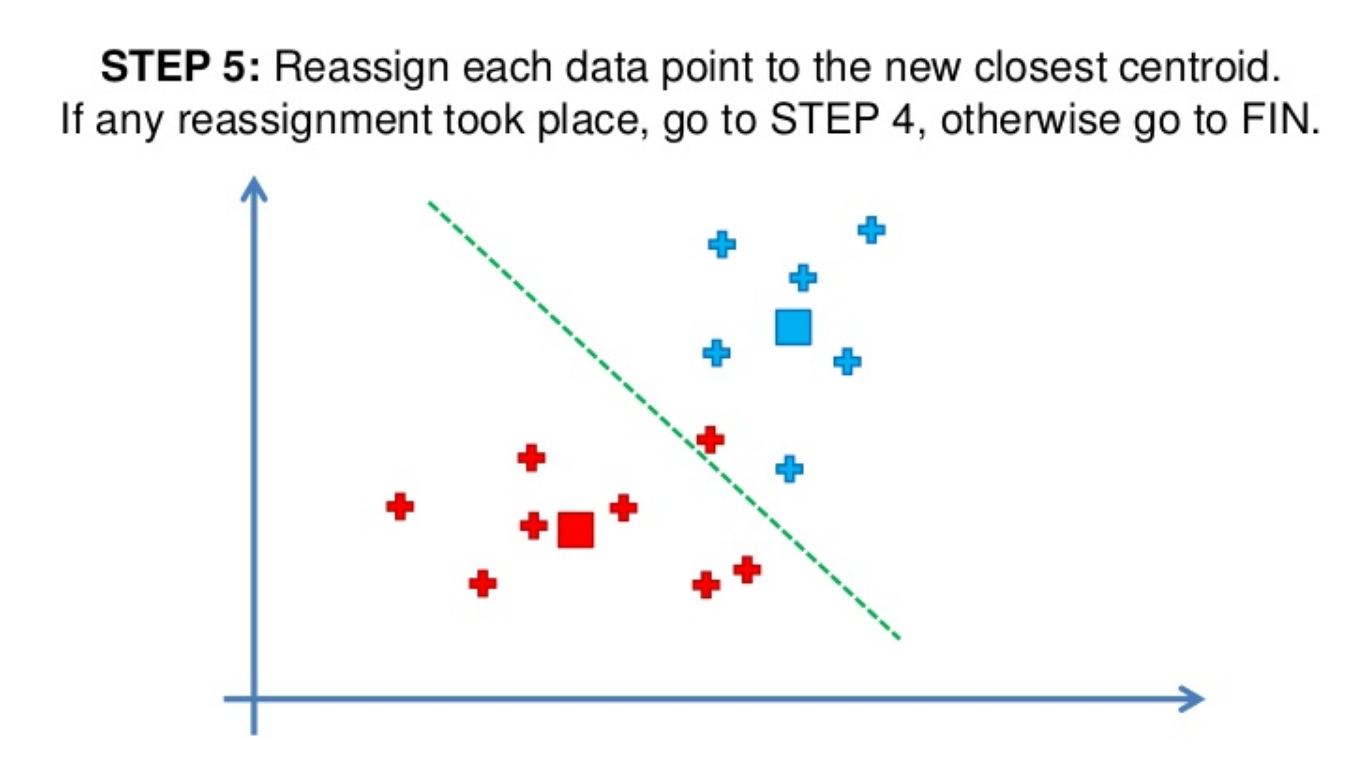 STEP 5: Reassign each data point to the new closest centroid.
If any reassignment took place, go to STEP 4, otherwise go to FIN.